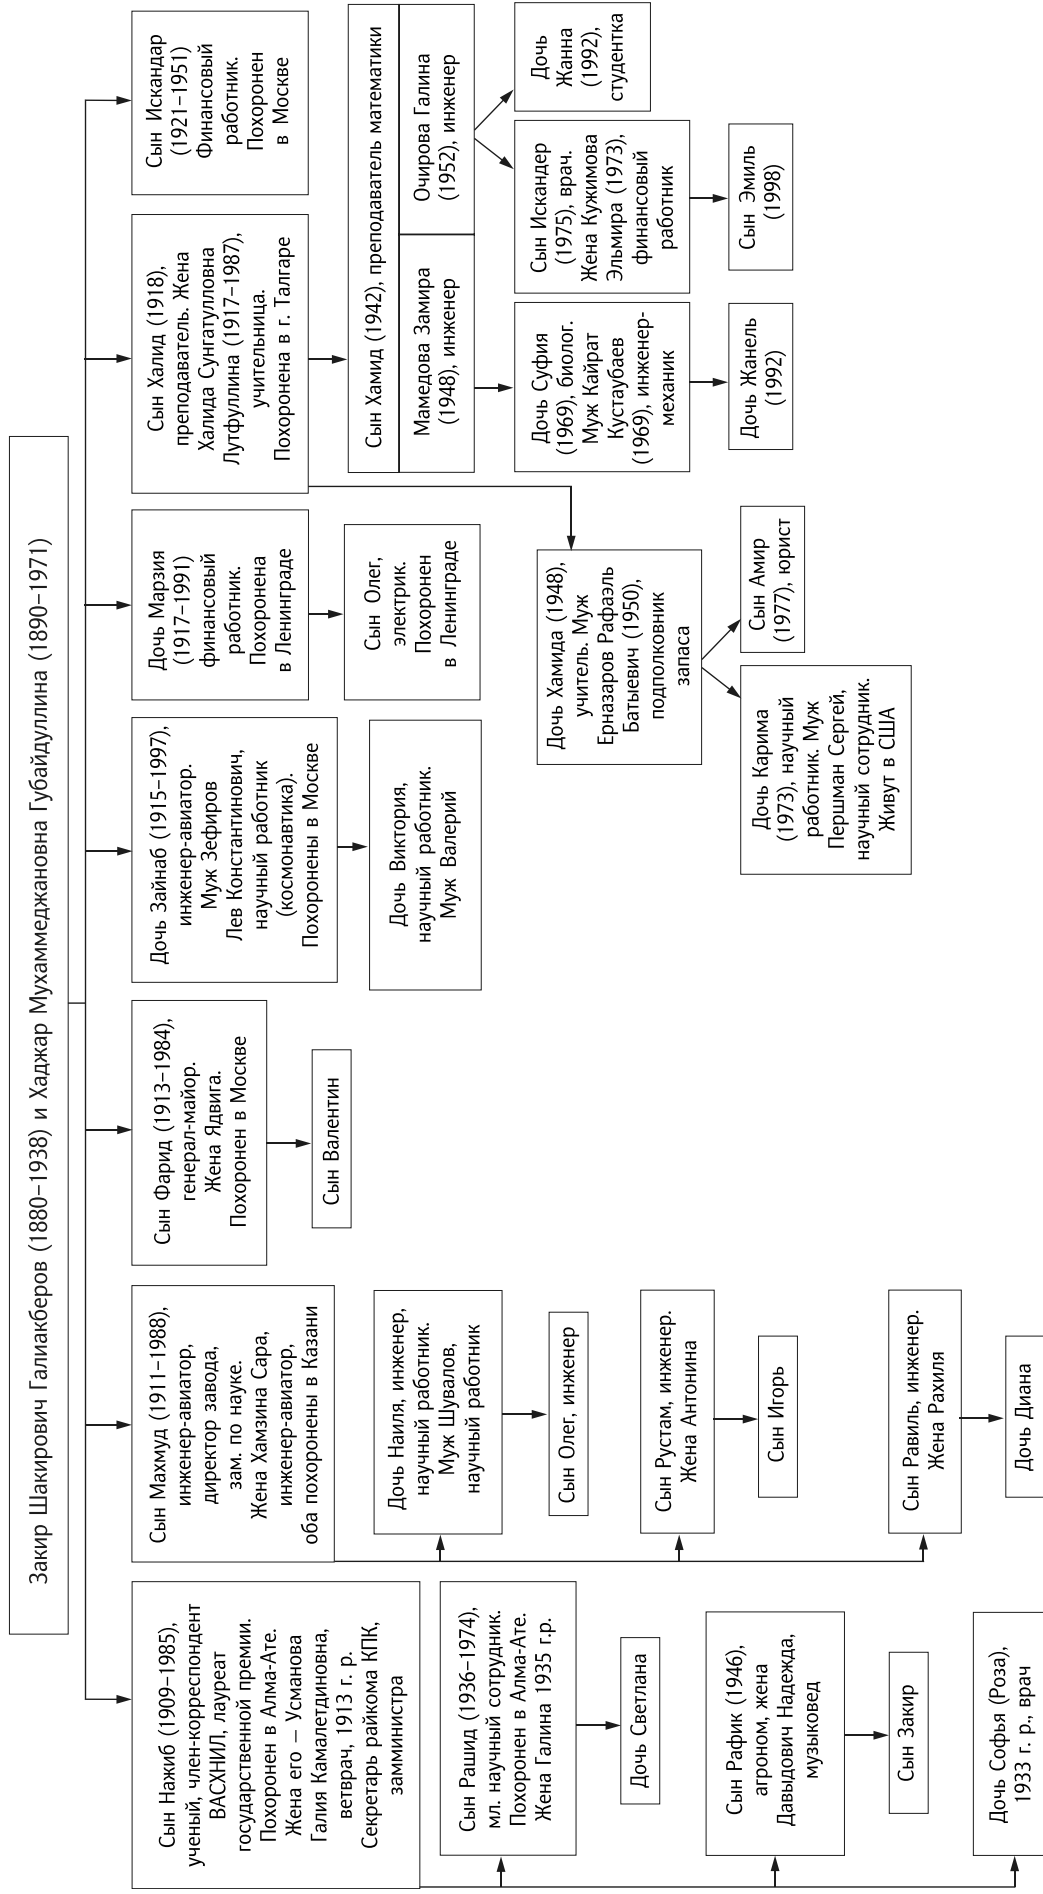 Закир Шакирович Галиакберов (1880–1938) и Хаджар Мухаммеджановна Губайдуллина (1890–1971)
Сын Нажиб (1909–1985),
ученый, член-корреспондент
ВАСХНИЛ, лауреат
государственной премии.
Похоронен в Алма-Ате.
Жена его – Усманова
Галия Камалетдиновна,
ветврач, 1913 г. р.
Секретарь райкома КПК,
замминистра
Сын Рашид (1936–1974),
мл. научный сотрудник.
Похоронен в Алма-Ате.
Жена Галина 1935 г.р.
Дочь Светлана
Сын Рафик (1946),
агроном, жена
Давыдович Надежда,
музыковед
Сын Закир
Дочь Софья (Роза),
1933 г. р., врач
Сын Махмуд (1911–1988),
инженер-авиатор,
директор завода,
зам. по науке.
Жена Хамзина Сара,
инженер-авиатор,
оба похоронены в Казани
Дочь Наиля, инженер,
научный работник.
Муж Шувалов,
научный работник
Сын Олег, инженер
Сын Рустам, инженер.
Жена Антонина
Сын Игорь
Сын Равиль, инженер.
Жена Рахиля
Дочь Диана
Сын Фарид (1913–1984),
генерал-майор.
Жена Ядвига.
Похоронен в Москве
Сын Валентин
Дочь Зайнаб (1915–1997),
инженер-авиатор.
Муж Зефиров
Лев Константинович,
научный работник
(космонавтика).
Похоронены в Москве
Дочь Виктория,
научный работник.
Муж Валерий
Дочь Марзия
(1917–1991)
финансовый
работник.
Похоронена
в Ленинграде
Сын Олег,
электрик.
Похоронен
в Ленинграде
Сын Халид (1918),
преподаватель. Жена
Халида Сунгатулловна
Лутфуллина (1917–1987),
учительница.
Похоронена в г. Талгаре
Сын Хамид (1942), преподаватель математики
Мамедова Замира
(1948), инженер
Очирова Галина
(1952), инженер
Дочь Суфия
(1969), биолог.
Муж Кайрат
Кустаубаев
(1969), инженер-
механик
Дочь Жанель
(1992)
Сын Искандер
(1975), врач.
Жена Кужимова
Эльмира (1973),
финансовый
работник
Сын Эмиль
(1998)
Дочь
Жанна
(1992),
студентка
Дочь Хамида (1948),
учитель. Муж
Ерназаров Рафаэль
Батыевич (1950),
подполковник
запаса
Дочь Карима
(1973), научный
работник. Муж
Першман Сергей,
научный сотрудник.
Живут в США
Сын Амир
(1977), юрист
Сын Искандар
(1921–1951)
Финансовый
работник.
Похоронен
в Москве